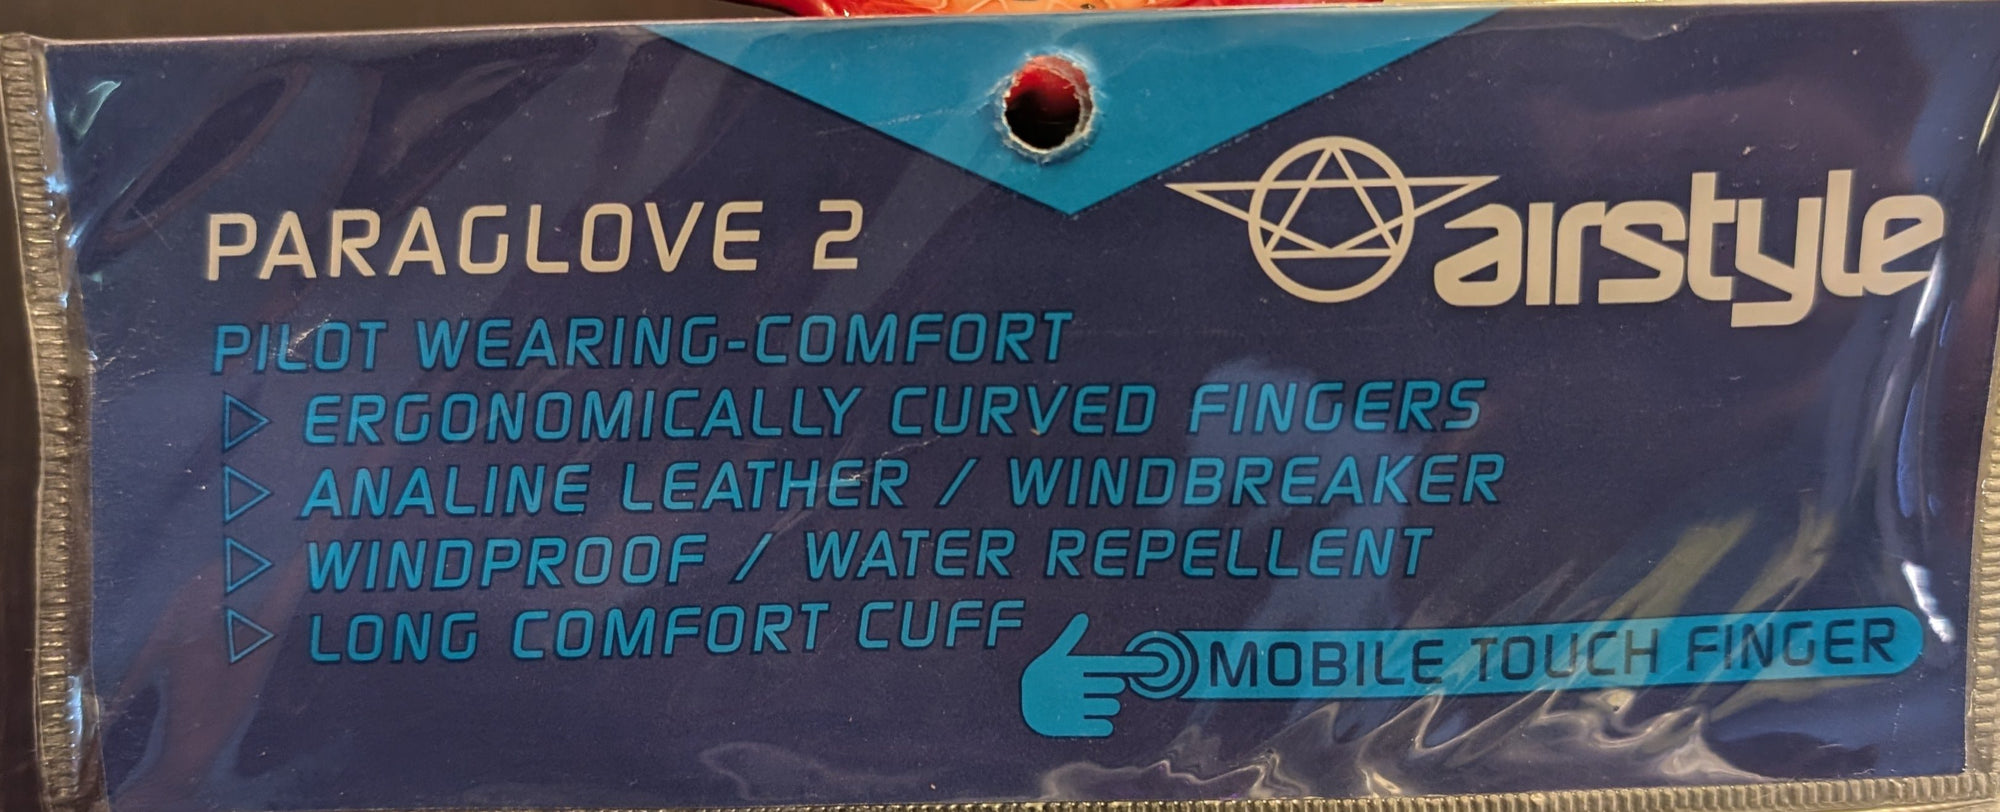 PARAGLOVE 2
airstyle
PILOT WEARING-COMFORT
ERGONOMICALLY CURVED FINGERS
ANALINE LEATHER / WINDBREAKER
WINDPROOF / WATER REPELLENT
LONG COMFORT CUFF
MOBILE TOUCH FINGER